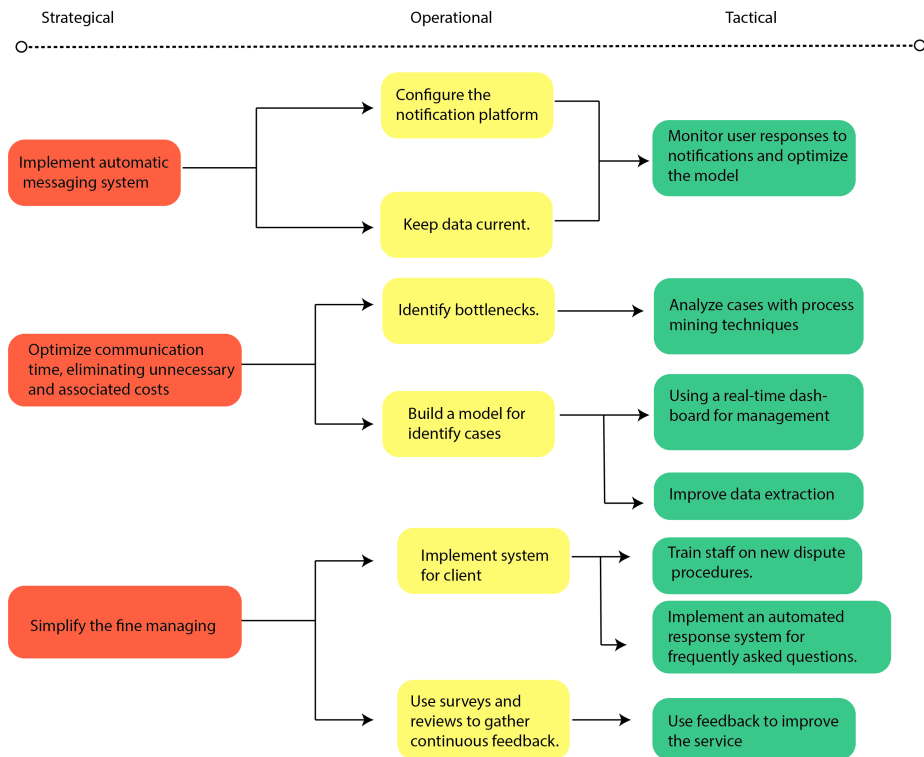 Strategical
Operational
Tactical
Configure the
notification platform
Implement automatic
messaging system
Monitor user responses to
notifications and optimize
the model
Keep data current.
Identify bottlenecks.
Analyze cases with process
mining techniques
Optimize communication
time, eliminating unnecessary
and associated costs
Build a model for
identify cases
Using a real-time dash-
board for management
Improve data extraction
Implement system
for client
Train staff on new dispute
procedures.
Simplify the fine managing
Implement an automated
response system for
frequently asked questions.
Use surveys and
reviews to gather
continuous feedback.
Use feedback to improve
the service